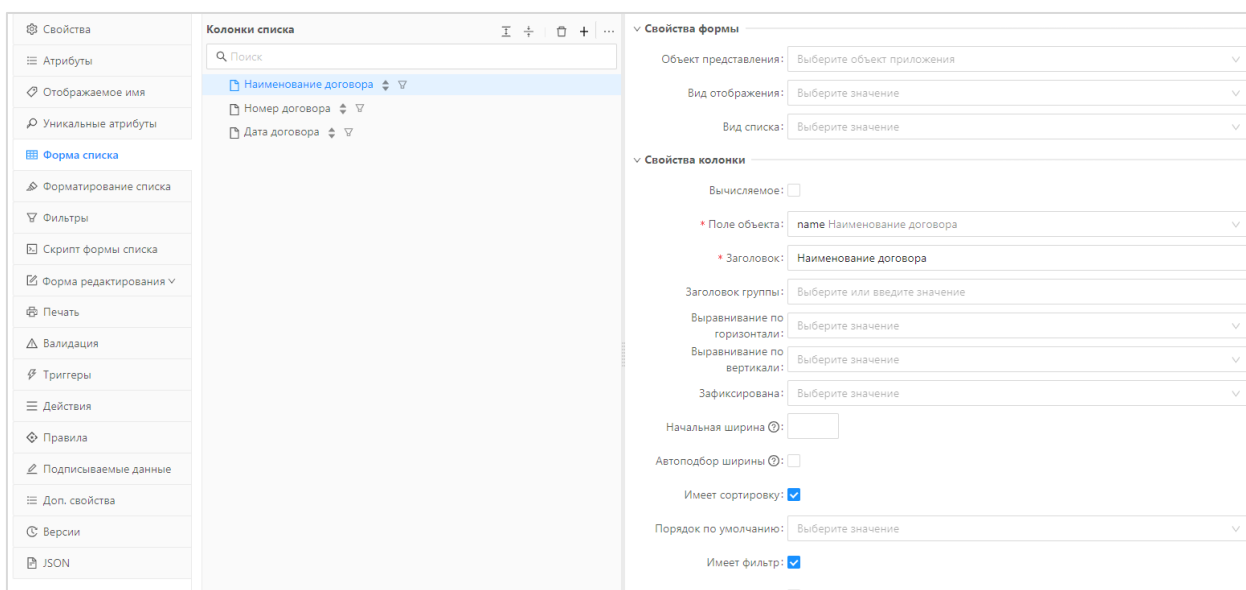 Свойства
Атрибуты
Отображаемое имя
Уникальные атрибуты
Форма списка
Форматирование списка
Фильтры
Скрипт формы списка
Форма редактирования
Печать
Валидация
Триггеры
Действия
Правила
Подписываемые данные
Доп. свойства
Версии
JSON
Колонки списка
Поиск
Наименование договора
Номер договора
Дата договора
Свойства формы
Объект представления: Выберите объект приложения
Вид отображения: Выберите значение
Вид списка: Выберите значение
Свойства колонки
Вычисляемое:
* Поле объекта: name Наименование договора
* Заголовок: Наименование договора
Заголовок группы: Выберите или введите значение
Выравнивание по
горизонтали: Выберите значение
Выравнивание по
вертикали: Выберите значение
Зафиксирована: Выберите значение
Начальная ширина ?:
Автоподбор ширины ?:
Имеет сортировку:
Порядок по умолчанию: Выберите значение
Имеет фильтр: